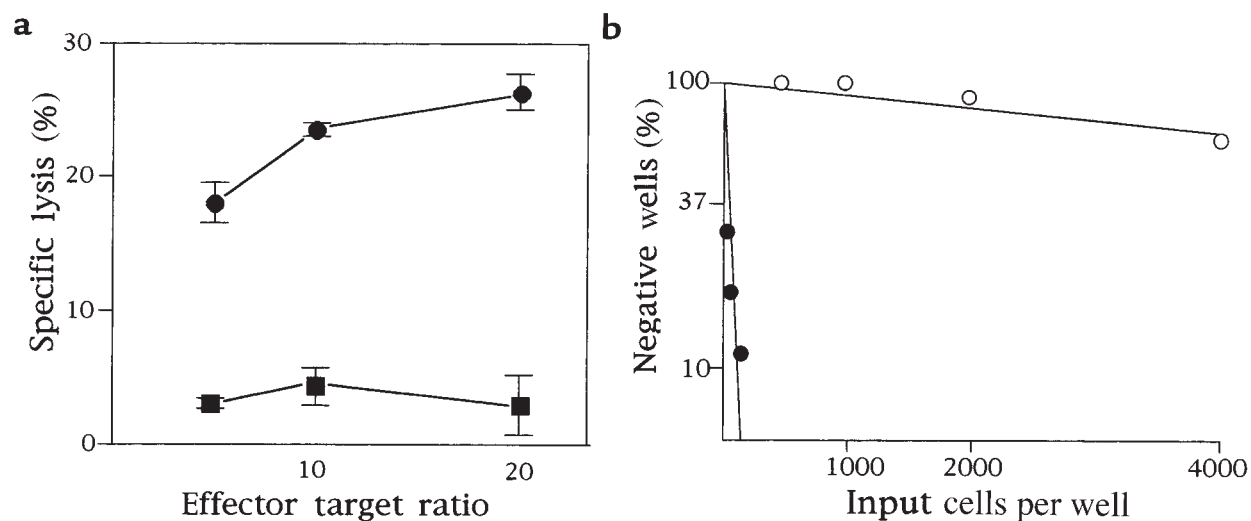 a
30
20
10
0
Specific lysis (%)
10
20
Effector target ratio
b
100
37
10
Negative wells (%)
1000
2000
4000
Input cells per well